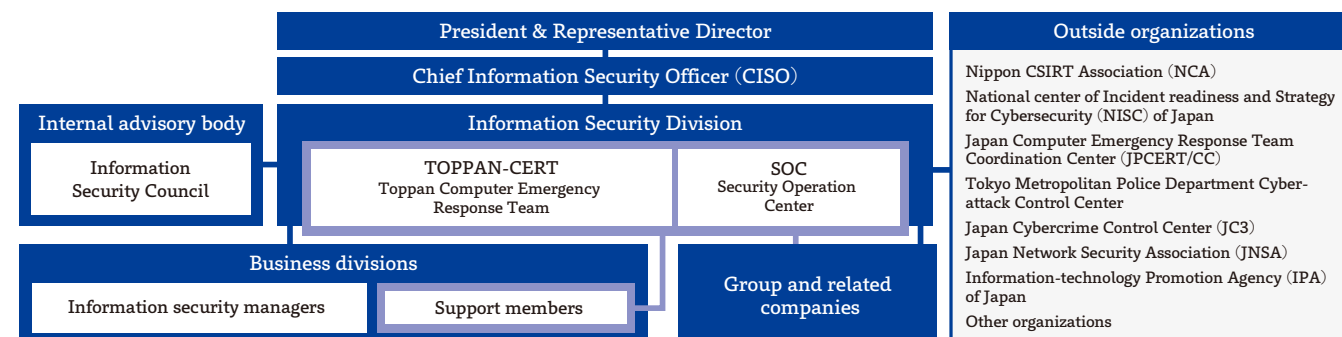 President & Representative Director
Chief Information Security Officer (CISO)
Internal advisory body
Information
Security Council
Information Security Division
TOPPAN-CERT
Toppan Computer Emergency
Response Team
SOC
Security Operation
Center
Business divisions
Information security managers
Support members
Group and related
companies
Outside organizations
Nippon CSIRT Association (NCA)
National center of Incident readiness and Strategy
for Cybersecurity (NISC) of Japan
Japan Computer Emergency Response Team
Coordination Center (JPCERT/CC)
Tokyo Metropolitan Police Department Cyber-
attack Control Center
Japan Cybercrime Control Center (JC3)
Japan Network Security Association (JNSA)
Information-technology Promotion Agency (IPA)
of Japan
Other organizations